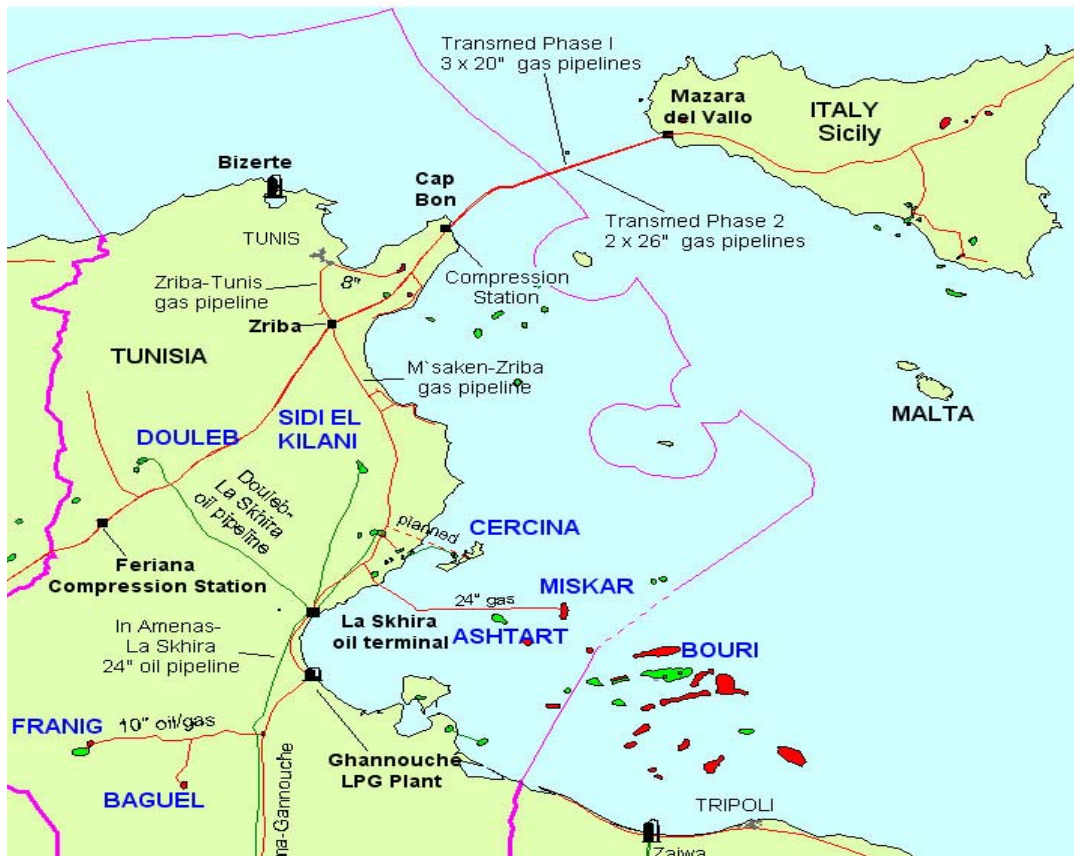 Transmed Phase I
3 x 20" gas pipelines
Mazara
del Vallo
ITALY
Sicily
Bizerte
Cap
Bon
TUNIS
Transmed Phase 2
2 x 26" gas pipelines
Zriba-Tunis
gas pipeline
8"
Compression
Station
Zriba
TUNISIA
M`saken-Zriba
gas pipeline
MALTA
DOULEB
SIDI EL
KILANI
Douleb-
La Skhira
oil pipeline
planned
CERCINA
Feriana
Compression Station
MISKAR
24" gas
La Skhira
oil terminal
ASHTART
In Amenas-
La Skhira
24" oil pipeline
BOURI
FRANIG
10" oil/gas
Ghannouche
LPG Plant
BAGUEL
na-Gannouche
TRIPOLI
Zaiwa